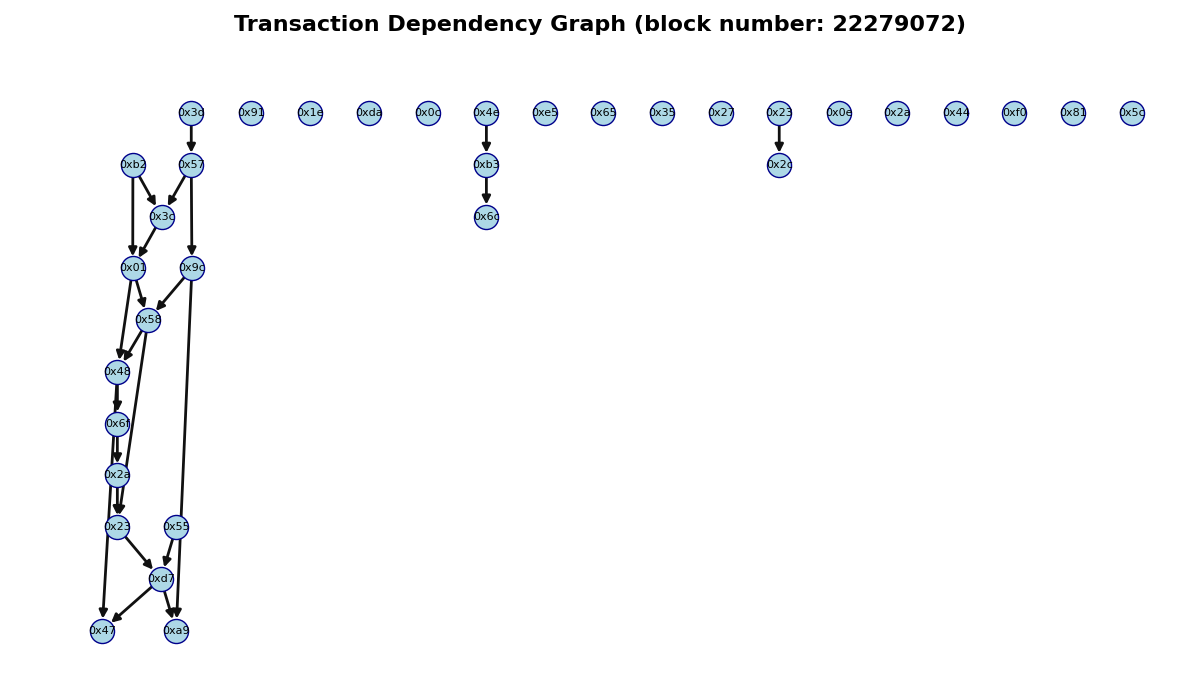 Transaction Dependency Graph (block number: 22279072)
0x3d 0x91 0x1e 0xda 0x0c 0x4e 0xe5 0x65 0x35 0x27 0x23 0x0e 0x2a 0x44 0xf0 0x81 0x5c
0xb2 0x57 0xb3 0x2c
0x3c 0x6c
0x01 0x9c
0x58
0x48
0x6f
0x2a
0x23 0x55
0xd7
0x47 0xa9